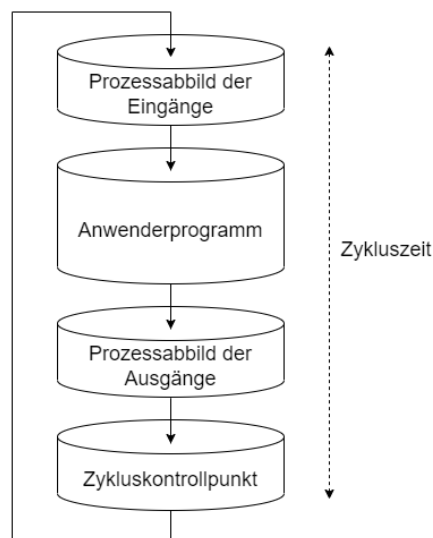 Prozessabbild der
Eingänge
Anwenderprogramm
Zykluszeit
Prozessabbild der
Ausgänge
Zykluskontrollpunkt